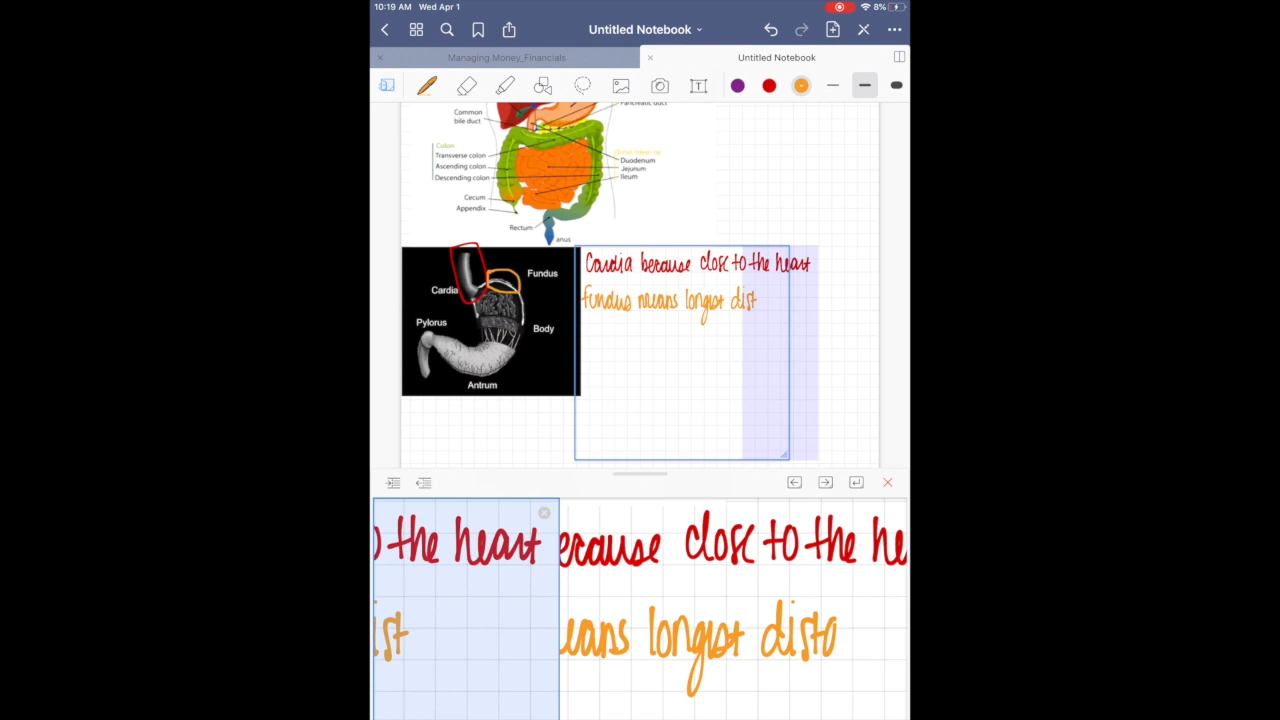 10:19 AM Wed Apr 1
8%
Untitled Notebook
Managing Money_Financials
Untitled Notebook
Pancreatic duct
Common
bile duct
Colon
Transverse colon
Ascending colon
Descending colon
Duodenum
Jejunum
Ileum
Cecum
Appendix
Rectum
anus
Fundus
Cardia
Pylorus
Body
Antrum
Cardia because close to the heart
fundus means longest dist
to the heart
ist
ecause close to the he
eans longest disto